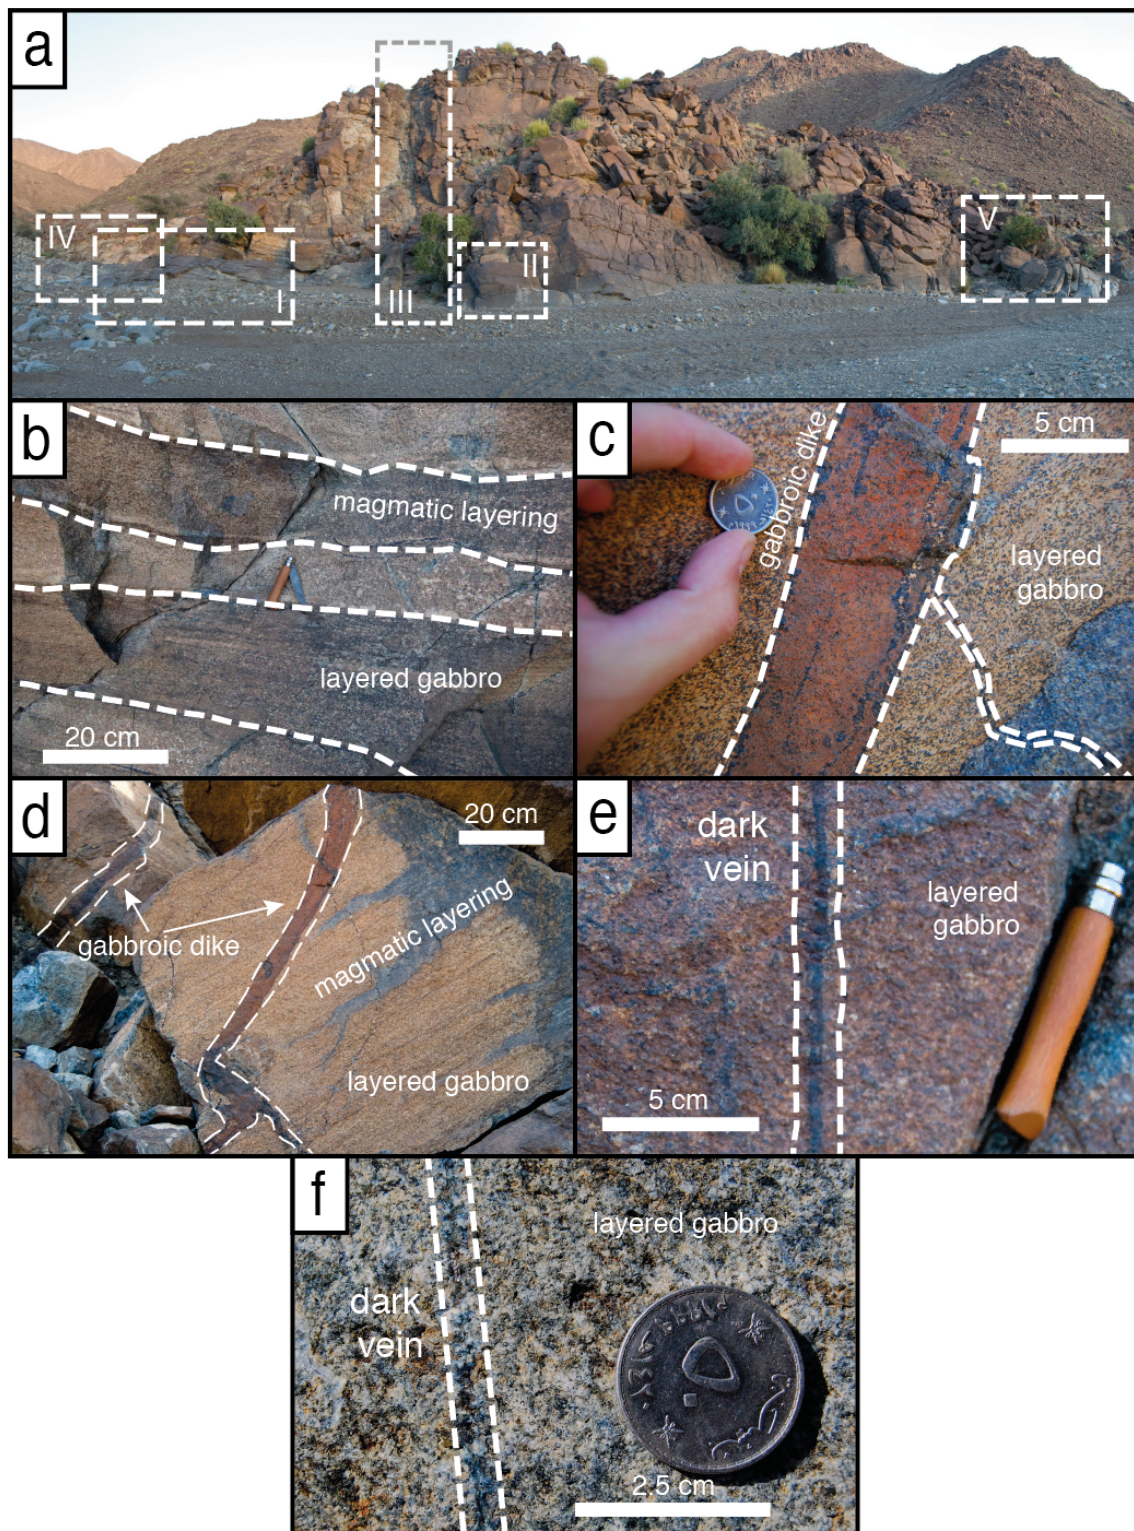 a
IV
I
III
II
V
b
magmatic layering
layered gabbro
20 cm
c
gabbroic dike
5 cm
layered
gabbro
d
20 cm
gabbroic dike
magmatic layering
layered gabbro
e
dark
vein
layered
gabbro
5 cm
f
layered gabbro
dark
vein
٥٠
2.5 cm